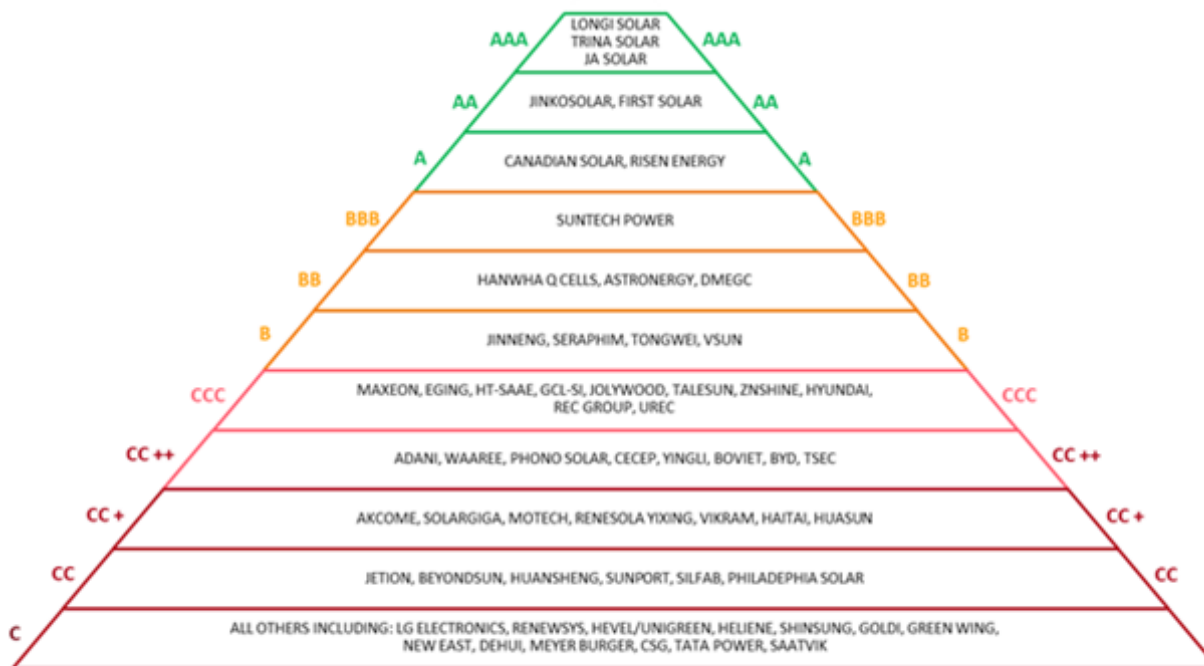 LONGI SOLAR
TRINA SOLAR
JA SOLAR
AAA AAA
JINKOSOLAR, FIRST SOLAR
AA AA
CANADIAN SOLAR, RISEN ENERGY
A A
SUNTECH POWER
BBB BBB
HANWHA Q CELLS, ASTRONERGY, DMEGC
BB BB
JINNENG, SERAPHIM, TONGWEI, VSUN
B B
MAXEON, EGING, HT-SAAE, GCL-SI, JOLYWOOD, TALESUN, ZNSHINE, HYUNDAI,
REC GROUP, UREC
CCC CCC
ADANI, WAAREE, PHONO SOLAR, CECEP, YINGLI, BOVIET, BYD, TSEC
CC ++ CC ++
AKCOME, SOLARGIGA, MOTECH, RENESOLA YIXING, VIKRAM, HAITAI, HUASUN
CC + CC +
JETION, BEYONDSUN, HUANSHENG, SUNPORT, SILFAB, PHILADEPHIA SOLAR
CC CC
ALL OTHERS INCLUDING: LG ELECTRONICS, RENEWSYS, HEVEL/UNIGREEN, HELIENE, SHINSUNG, GOLDI, GREEN WING,
NEW EAST, DEHUI, MEYER BURGER, CSG, TATA POWER, SAATVIK
C